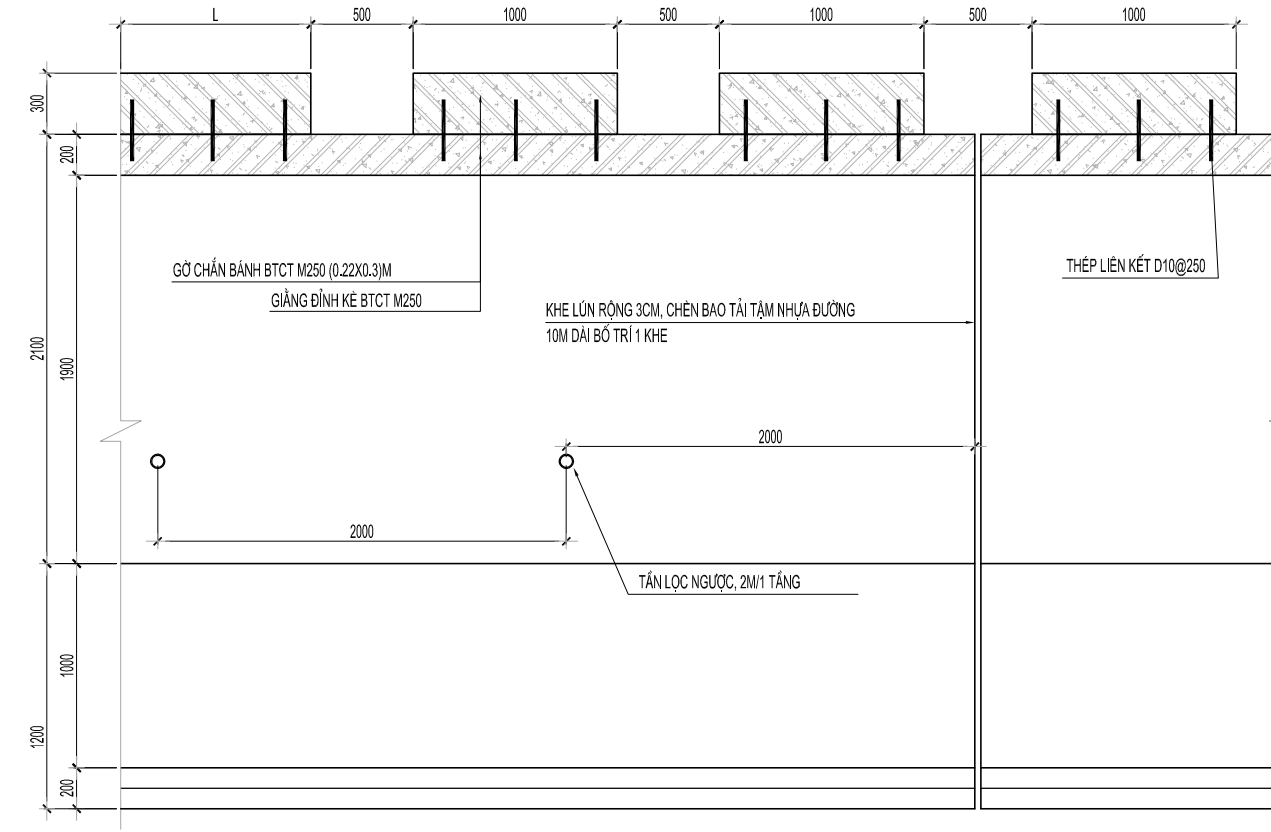 L 500 1000 500 1000 500 1000
300
200
GỜ CHẮN BÁNH BTCT M250 (0.22X0.3)M
GIẰNG ĐỈNH KÈ BTCT M250
THÉP LIÊN KẾT D10@250
KHE LÚN RỘNG 3CM, CHÈN BAO TẢI TẬM NHỰA ĐƯỜNG
10M DÀI BỐ TRÍ 1 KHE
2100
1900
2000
2000
TẦN LỌC NGƯỢC, 2M/1 TẦNG
1000
1200
200